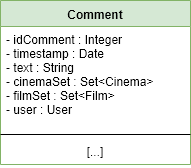 Comment
- idComment : Integer
- timestamp : Date
- text : String
- cinemaSet : Set<Cinema>
- filmSet : Set<Film>
- user : User
[...]